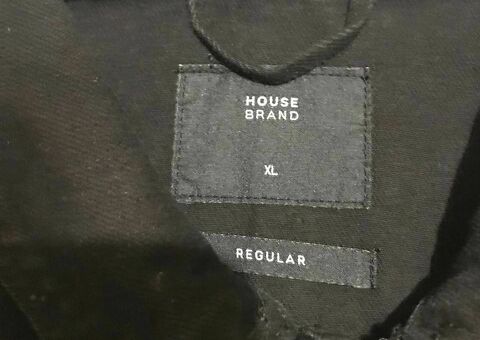 HOUSE
BRAND
XL
REGULAR